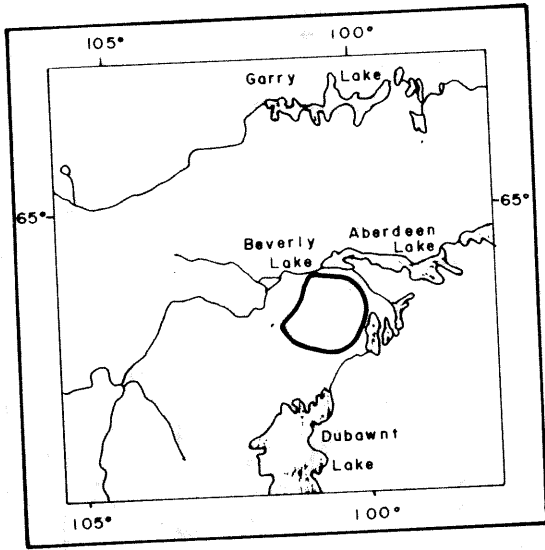 105° 100°
Garry Lake
65° 65°
Aberdeen
Beverly Lake
Lake
Dubawnt
Lake
105° 100°